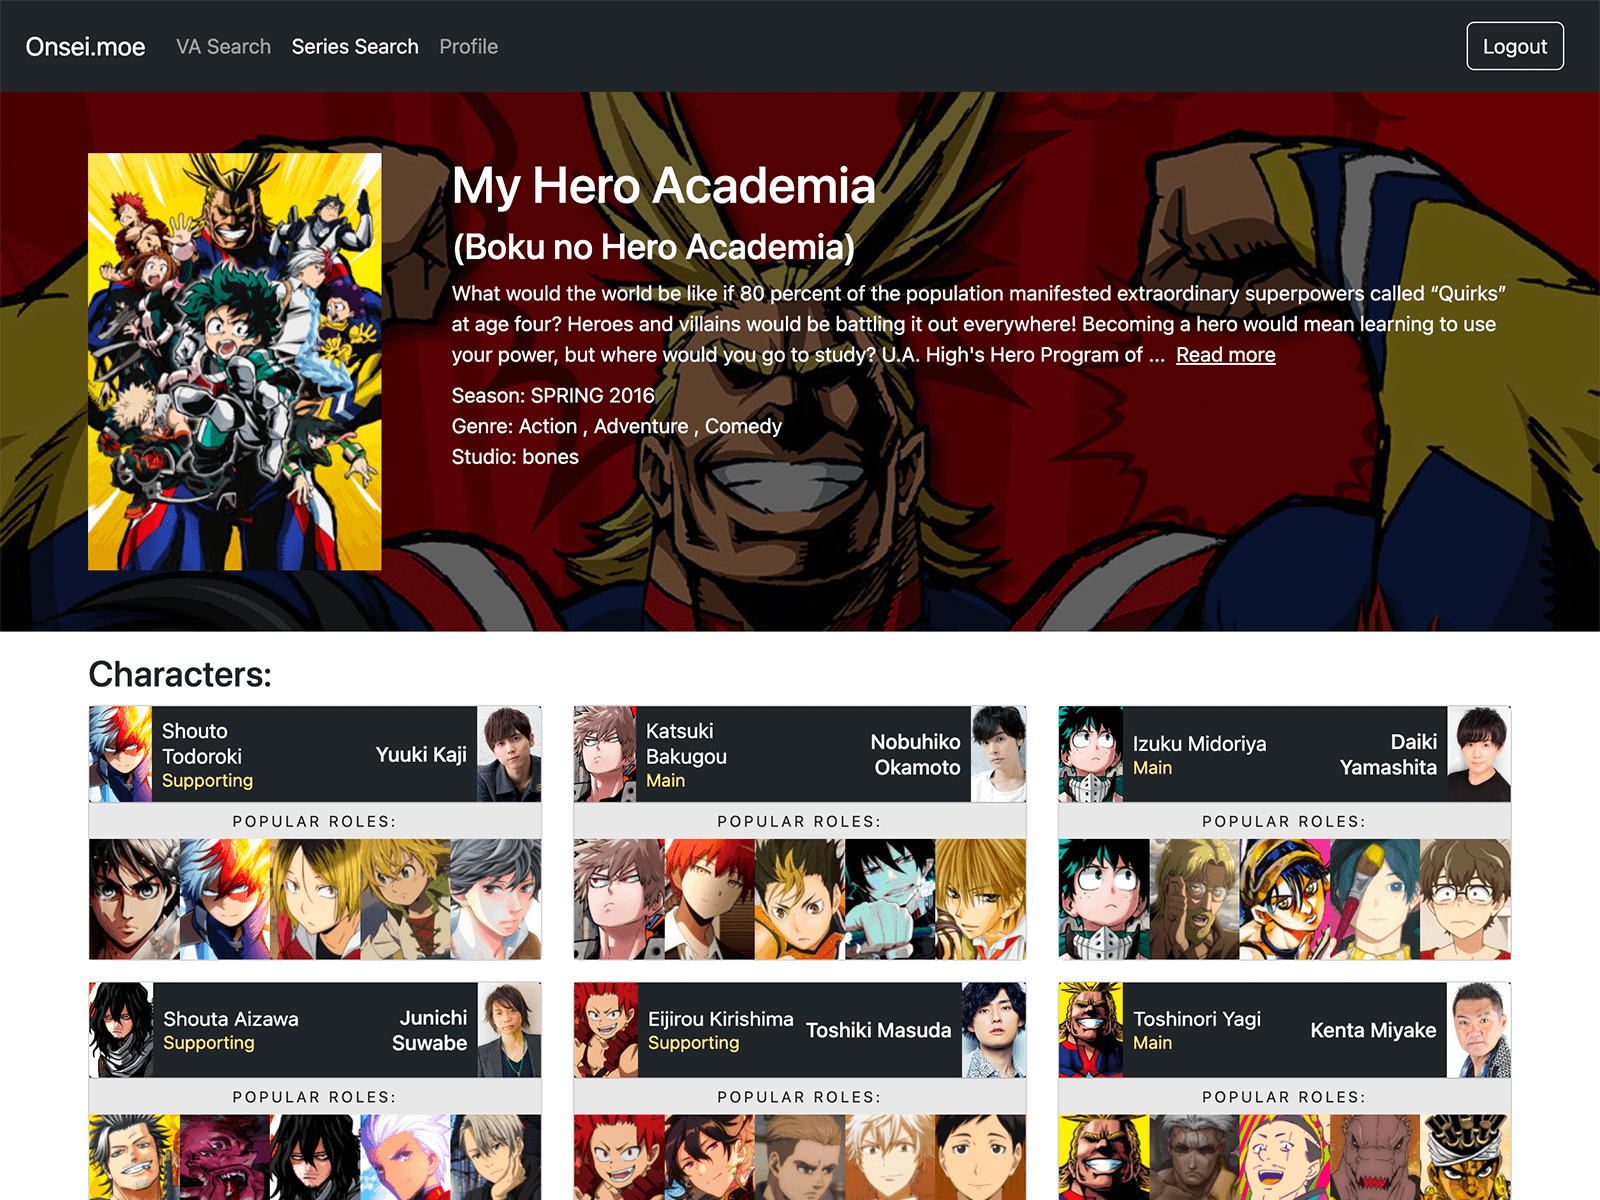 Onsei.moe VA Search Series Search Profile Logout
My Hero Academia
(Boku no Hero Academia)
What would the world be like if 80 percent of the population manifested extraordinary superpowers called “Quirks”
at age four? Heroes and villains would be battling it out everywhere! Becoming a hero would mean learning to use
your power, but where would you go to study? U.A. High's Hero Program of ... Read more
Season: SPRING 2016
Genre: Action , Adventure , Comedy
Studio: bones
Characters:
Shouto
Todoroki
Supporting
Yuuki Kaji
POPULAR ROLES:
Katsuki
Bakugou
Main
Nobuhiko
Okamoto
POPULAR ROLES:
Izuku Midoriya
Main
Daiki
Yamashita
POPULAR ROLES:
Shouta Aizawa
Supporting
Junichi
Suwabe
POPULAR ROLES:
Eijirou Kirishima
Supporting
Toshiki Masuda
POPULAR ROLES:
Toshinori Yagi
Main
Kenta Miyake
POPULAR ROLES: